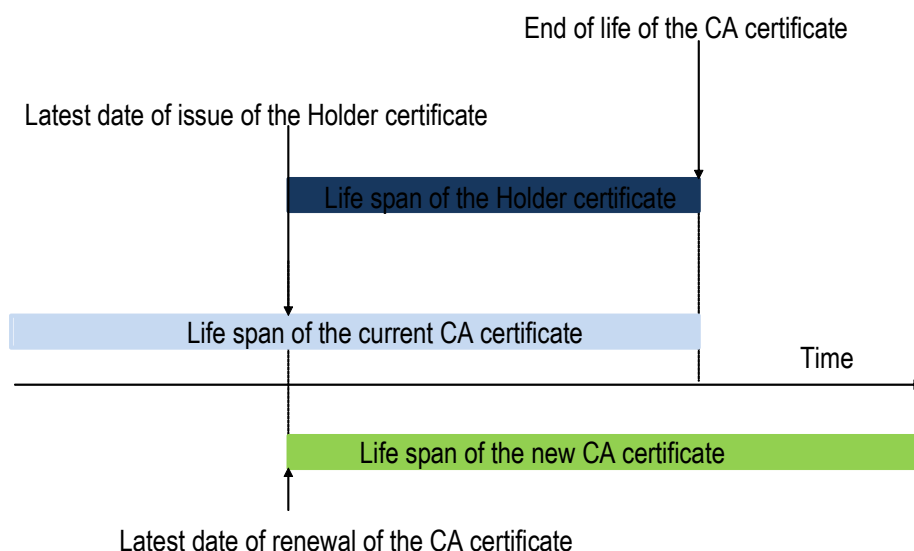 End of life of the CA certificate
Latest date of issue of the Holder certificate
Life span of the Holder certificate
Life span of the current CA certificate
Time
Life span of the new CA certificate
Latest date of renewal of the CA certificate